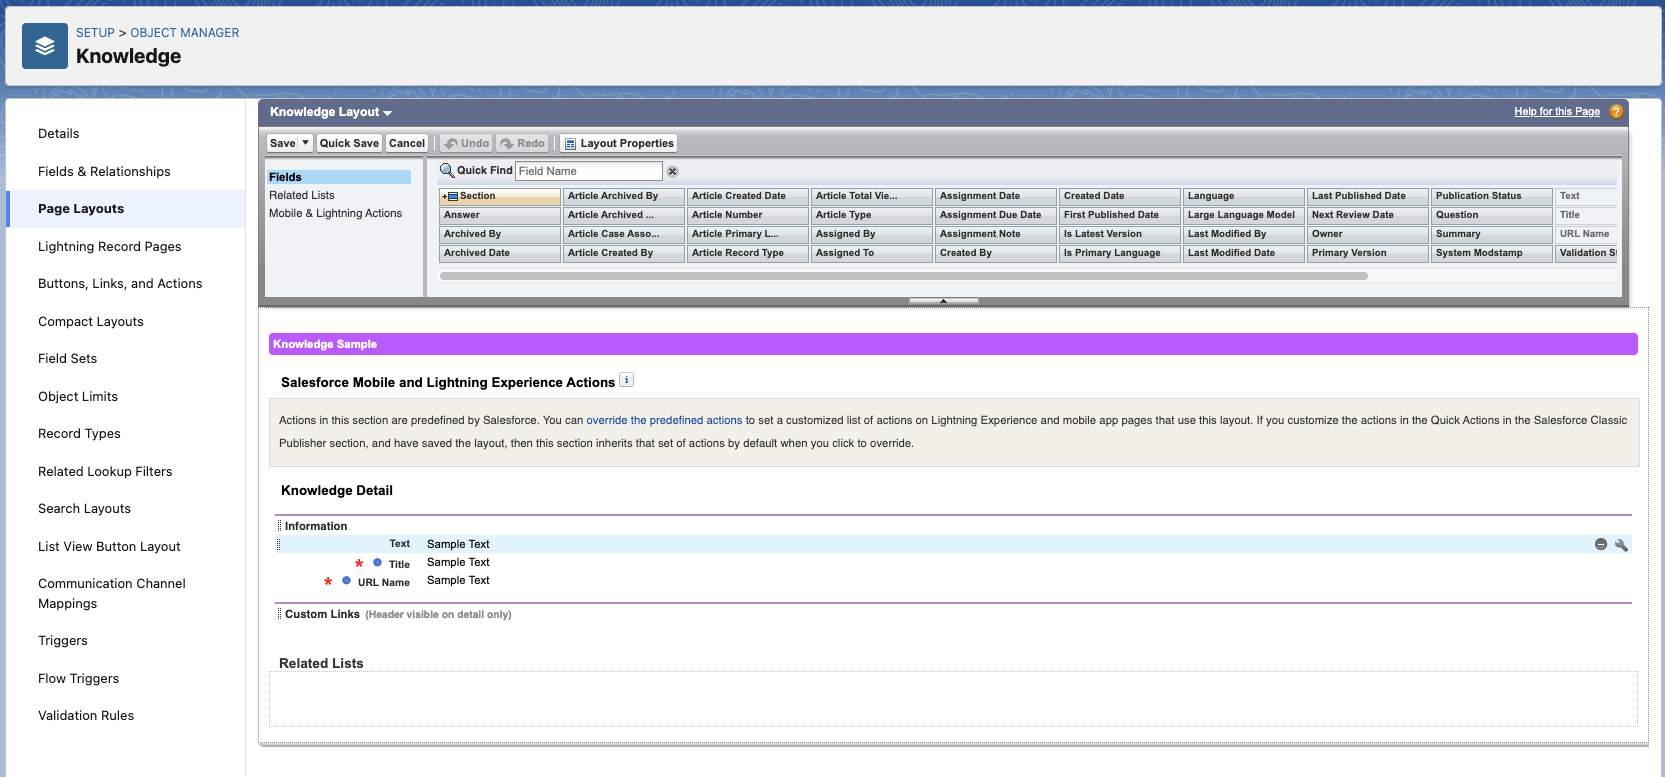 SETUP > OBJECT MANAGER
Knowledge
Details
Fields & Relationships
Page Layouts
Lightning Record Pages
Buttons, Links, and Actions
Compact Layouts
Field Sets
Object Limits
Record Types
Related Lookup Filters
Search Layouts
List View Button Layout
Communication Channel
Mappings
Triggers
Flow Triggers
Validation Rules
Knowledge Layout
Help for this Page ?
Save Quick Save Cancel Undo Redo Layout Properties
Fields
Related Lists
Mobile & Lightning Actions
Quick Find Field Name
Section Article Archived By Article Created Date Article Total Vie... Assignment Date Created Date Language Last Published Date Publication Status Text
Answer Article Archived ... Article Number Article Type Assignment Due Date First Published Date Large Language Model Next Review Date Question Title
Archived By Article Case Asso... Article Primary L... Assigned By Assignment Note Is Latest Version Last Modified By Owner Summary URL Name
Archived Date Article Created By Article Record Type Assigned To Created By Is Primary Language Last Modified Date Primary Version System Modstamp Validation S
Knowledge Sample
Salesforce Mobile and Lightning Experience Actions i
Actions in this section are predefined by Salesforce. You can override the predefined actions to set a customized list of actions on Lightning Experience and mobile app pages that use this layout. If you customize the actions in the Quick Actions in the Salesforce Classic
Publisher section, and have saved the layout, then this section inherits that set of actions by default when you click to override.
Knowledge Detail
Information
Text Sample Text
* Title Sample Text
* URL Name Sample Text
Custom Links (Header visible on detail only)
Related Lists